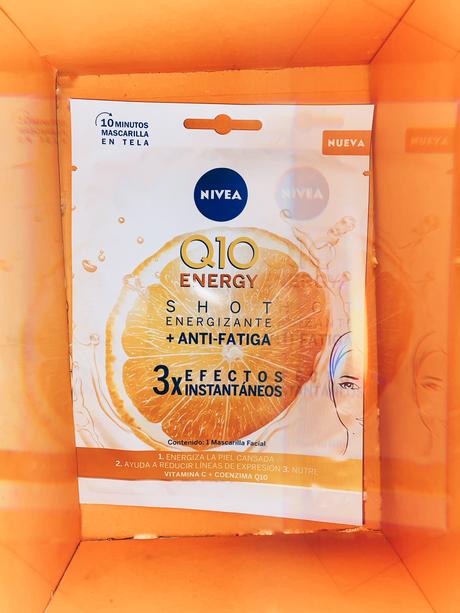 10 MINUTOS
MASCARILLA
EN TELA
NUEVA
NIVEA
Q10
ENERGY
SHOT
ENERGIZANTE
+ ANTI-FATIGA
3x EFECTOS
INSTANTÁNEOS
Contenido: 1 Mascarilla Facial
1. ENERGIZA LA PIEL CANSADA
2. AYUDA A REDUCIR LÍNEAS DE EXPRESIÓN 3. NUTRE
VITAMINA C + COENZIMA Q10